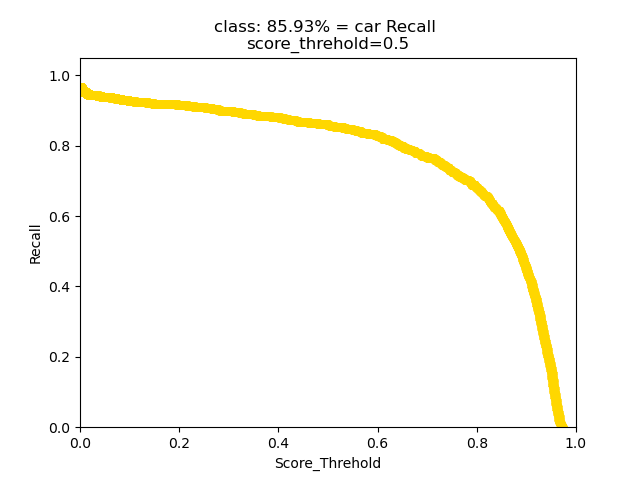 class: 85.93% = car Recall
score_threhold=0.5
1.0
0.8
0.6
0.4
0.2
0.0
Recall
0.0 0.2 0.4 0.6 0.8 1.0
Score_Threhold